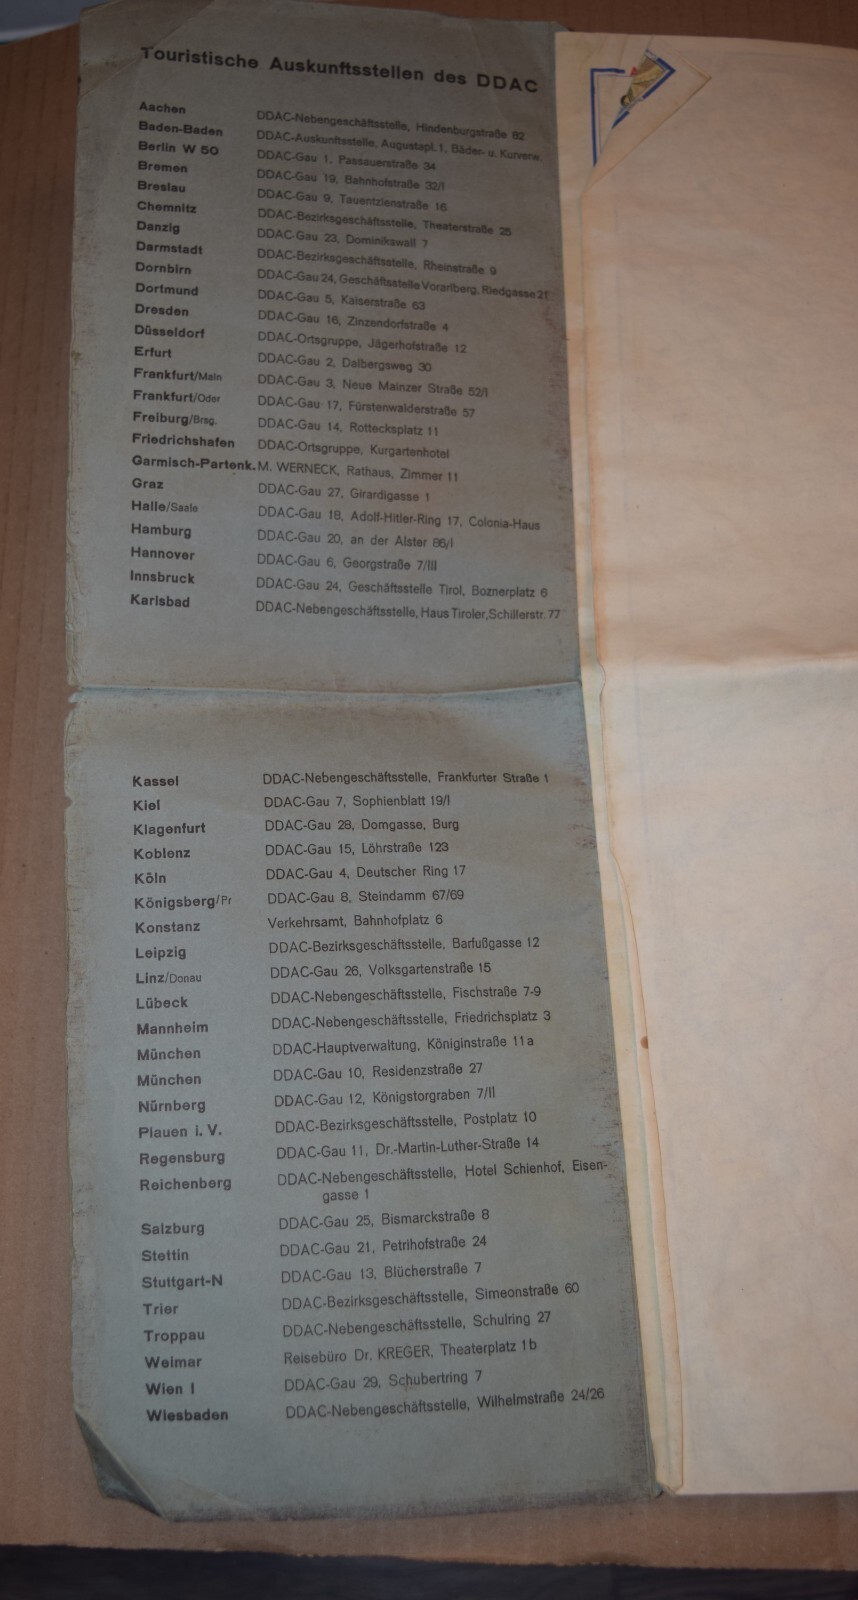 Touristische Auskunftsstellen des DDAC
Aachen DDAC-Nebengeschäftsstelle, Hindenburgstraße 82
Baden-Baden DDAC-Auskunftsstelle, Augustapl. 1, Bäder- u. Kurverw.
Berlin W 50 DDAC-Gau 1, Passauerstraße 34
Bremen DDAC-Gau 19, Bahnhofstraße 32/I
Breslau DDAC-Gau 9, Tauentzienstraße 16
Chemnitz DDAC-Bezirksgeschäftsstelle, Theaterstraße 25
Danzig DDAC-Gau 23, Dominikswall 7
Darmstadt DDAC-Bezirksgeschäftsstelle, Rheinstraße 9
Dornbirn DDAC-Gau 24, Geschäftsstelle Vorarlberg, Riedgasse 21
Dortmund DDAC-Gau 5, Kaiserstraße 63
Dresden DDAC-Gau 16, Zinzendorfstraße 4
Düsseldorf DDAC-Ortsgruppe, Jägerhofstraße 12
Erfurt DDAC-Gau 2, Dalbergsweg 30
Frankfurt/Main DDAC-Gau 3, Neue Mainzer Straße 52/I
Frankfurt/Oder DDAC-Gau 17, Fürstenwalderstraße 57
Freiburg/Brsg. DDAC-Gau 14, Rottecksplatz 11
Friedrichshafen DDAC-Ortsgruppe, Kurgartenhotel
Garmisch-Partenk. M. WERNECK, Rathaus, Zimmer 11
Graz DDAC-Gau 27, Girardigasse 1
Halle/Saale DDAC-Gau 18, Adolf-Hitler-Ring 17, Colonia-Haus
Hamburg DDAC-Gau 20, an der Alster 86/I
Hannover DDAC-Gau 6, Georgstraße 7/III
Innsbruck DDAC-Gau 24, Geschäftsstelle Tirol, Boznerplatz 6
Karlsbad DDAC-Nebengeschäftsstelle, Haus Tiroler, Schillerstr. 77
Kassel DDAC-Nebengeschäftsstelle, Frankfurter Straße 1
Kiel DDAC-Gau 7, Sophienblatt 19/I
Klagenfurt DDAC-Gau 28, Domgasse, Burg
Koblenz DDAC-Gau 15, Löhrstraße 123
Köln DDAC-Gau 4, Deutscher Ring 17
Königsberg/Pr DDAC-Gau 8, Steindamm 67/69
Konstanz Verkehrsamt, Bahnhofplatz 6
Leipzig DDAC-Bezirksgeschäftsstelle, Barfußgasse 12
Linz/Donau DDAC-Gau 26, Volksgartenstraße 15
Lübeck DDAC-Nebengeschäftsstelle, Fischstraße 7-9
Mannheim DDAC-Nebengeschäftsstelle, Friedrichsplatz 3
München DDAC-Hauptverwaltung, Königinstraße 11a
München DDAC-Gau 10, Residenzstraße 27
Nürnberg DDAC-Gau 12, Königstorgraben 7/II
Plauen i. V. DDAC-Bezirksgeschäftsstelle, Postplatz 10
Regensburg DDAC-Gau 11, Dr.-Martin-Luther-Straße 14
Reichenberg DDAC-Nebengeschäftsstelle, Hotel Schienhof, Eisen-
gasse 1
Salzburg DDAC-Gau 25, Bismarckstraße 8
Stettin DDAC-Gau 21, Petrihofstraße 24
Stuttgart-N DDAC-Gau 13, Blücherstraße 7
Trier DDAC-Bezirksgeschäftsstelle, Simeonstraße 60
Troppau DDAC-Nebengeschäftsstelle, Schulring 27
Weimar Reisebüro Dr. KREGER, Theaterplatz 1b
Wien I DDAC-Gau 29, Schubertring 7
Wiesbaden DDAC-Nebengeschäftsstelle, Wilhelmstraße 24/26